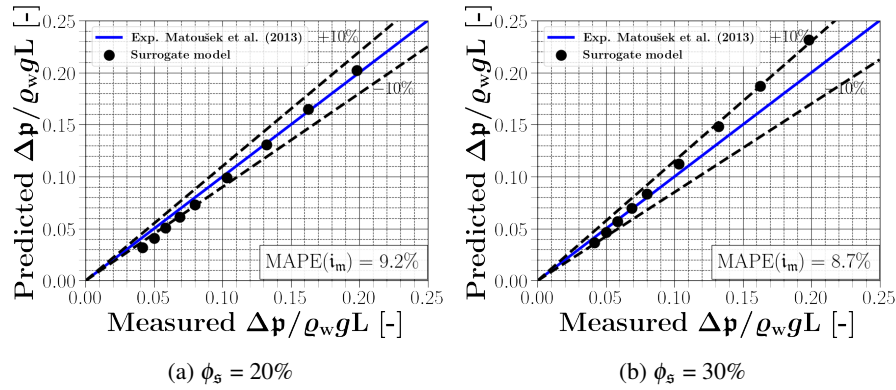 0.25
0.20
0.15
0.10
0.05
0.00
Predicted Δp/ϱwgL [-]
Exp. Matoušek et al. (2013)
Surrogate model
+10%
−10%
MAPE(im) = 9.2%
0.00 0.05 0.10 0.15 0.20 0.25
Measured Δp/ϱwgL [-]
(a) ϕs = 20%
0.25
0.20
0.15
0.10
0.05
0.00
Predicted Δp/ϱwgL [-]
Exp. Matoušek et al. (2013)
Surrogate model
+10%
−10%
MAPE(im) = 8.7%
0.00 0.05 0.10 0.15 0.20 0.25
Measured Δp/ϱwgL [-]
(b) ϕs = 30%